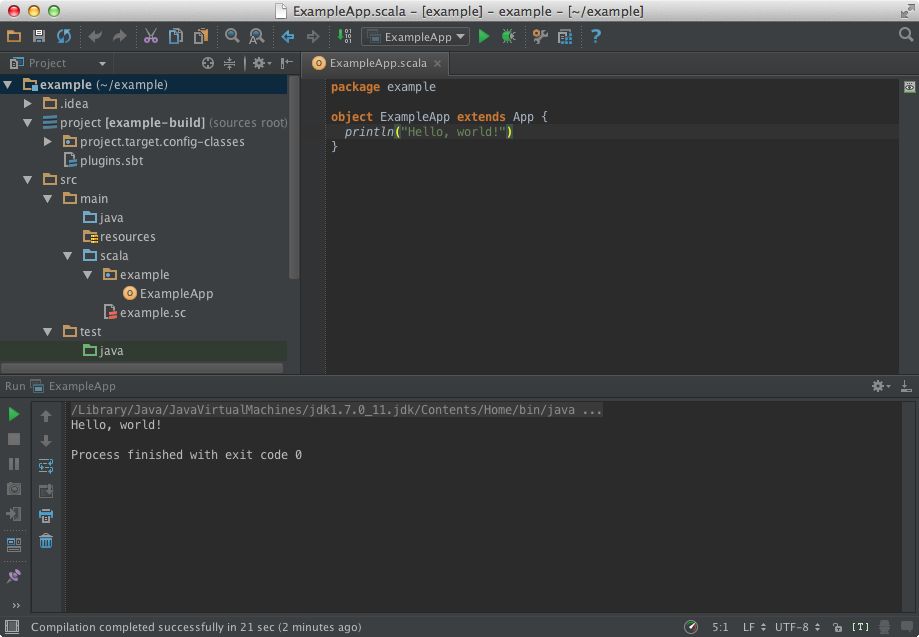 ExampleApp.scala - [example] - example - [~/example]
ExampleApp
Project
ExampleApp.scala
example (~/example)
.idea
project [example-build] (sources root)
project.target.config-classes
plugins.sbt
src
main
java
resources
scala
example
ExampleApp
example.sc
test
java
package example
object ExampleApp extends App {
println("Hello, world!")
}
Run ExampleApp
/Library/Java/JavaVirtualMachines/jdk1.7.0_11.jdk/Contents/Home/bin/java ...
Hello, world!
Process finished with exit code 0
Compilation completed successfully in 21 sec (2 minutes ago)
5:1 LF UTF-8 [T]